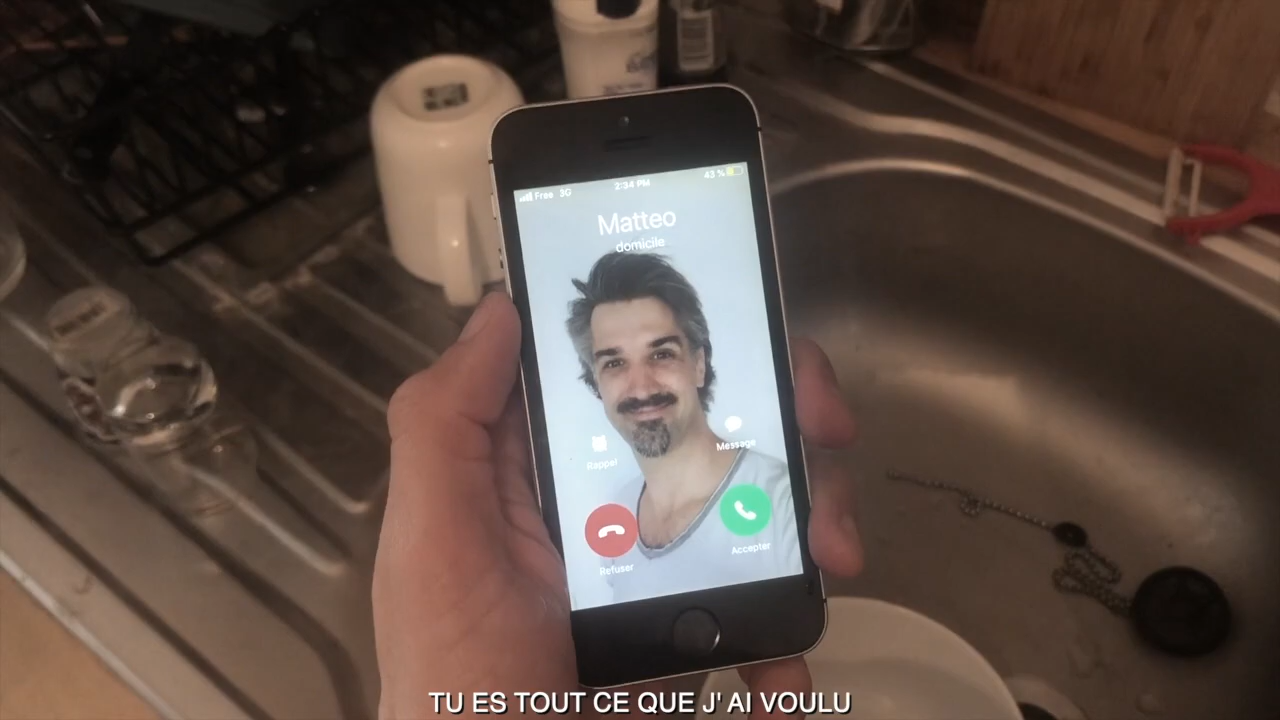 Free 3G 2:34 PM 43 %
Matteo
domicile
Rappel Message
Refuser Accepter
TU ES TOUT CE QUE J' AI VOULU